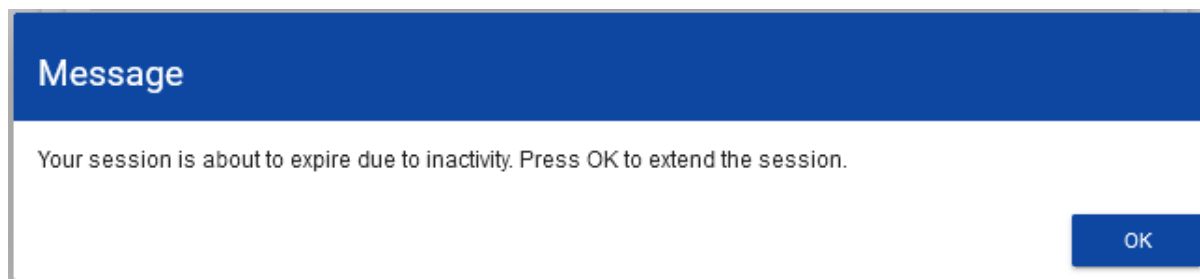 Message
Your session is about to expire due to inactivity. Press OK to extend the session.
OK